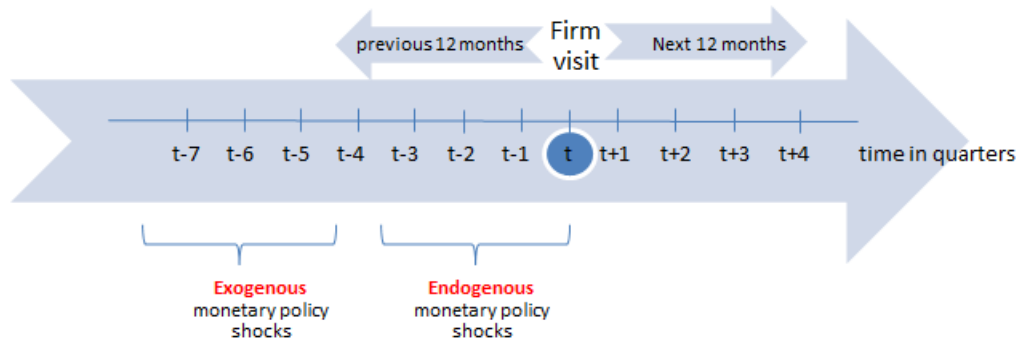 previous 12 months
Firm
visit
Next 12 months
t-7 t-6 t-5 t-4 t-3 t-2 t-1 t t+1 t+2 t+3 t+4 time in quarters
Exogenous
monetary policy
shocks
Endogenous
monetary policy
shocks